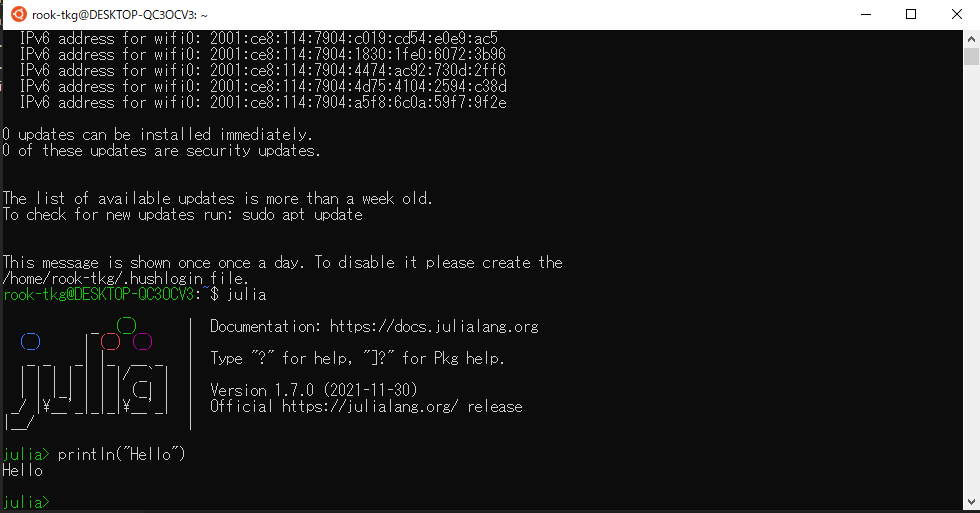 rook-tkg@DESKTOP-QC3OCV3: ~
IPv6 address for wifi0: 2001:ce8:114:7904:c019:cd54:e0e9:ac5
IPv6 address for wifi0: 2001:ce8:114:7904:1830:1fe0:6072:3b96
IPv6 address for wifi0: 2001:ce8:114:7904:4474:ac92:730d:2ff6
IPv6 address for wifi0: 2001:ce8:114:7904:4d75:4104:2594:c38d
IPv6 address for wifi0: 2001:ce8:114:7904:a5f8:6c0a:59f7:9f2e
0 updates can be installed immediately.
0 of these updates are security updates.
The list of available updates is more than a week old.
To check for new updates run: sudo apt update
This message is shown once once a day. To disable it please create the
/home/rook-tkg/.hushlogin file.
rook-tkg@DESKTOP-QC3OCV3:~$ julia
Documentation: https://docs.julialang.org
Type "?" for help, "]?" for Pkg help.
Version 1.7.0 (2021-11-30)
Official https://julialang.org/ release
julia> println("Hello")
Hello
julia>